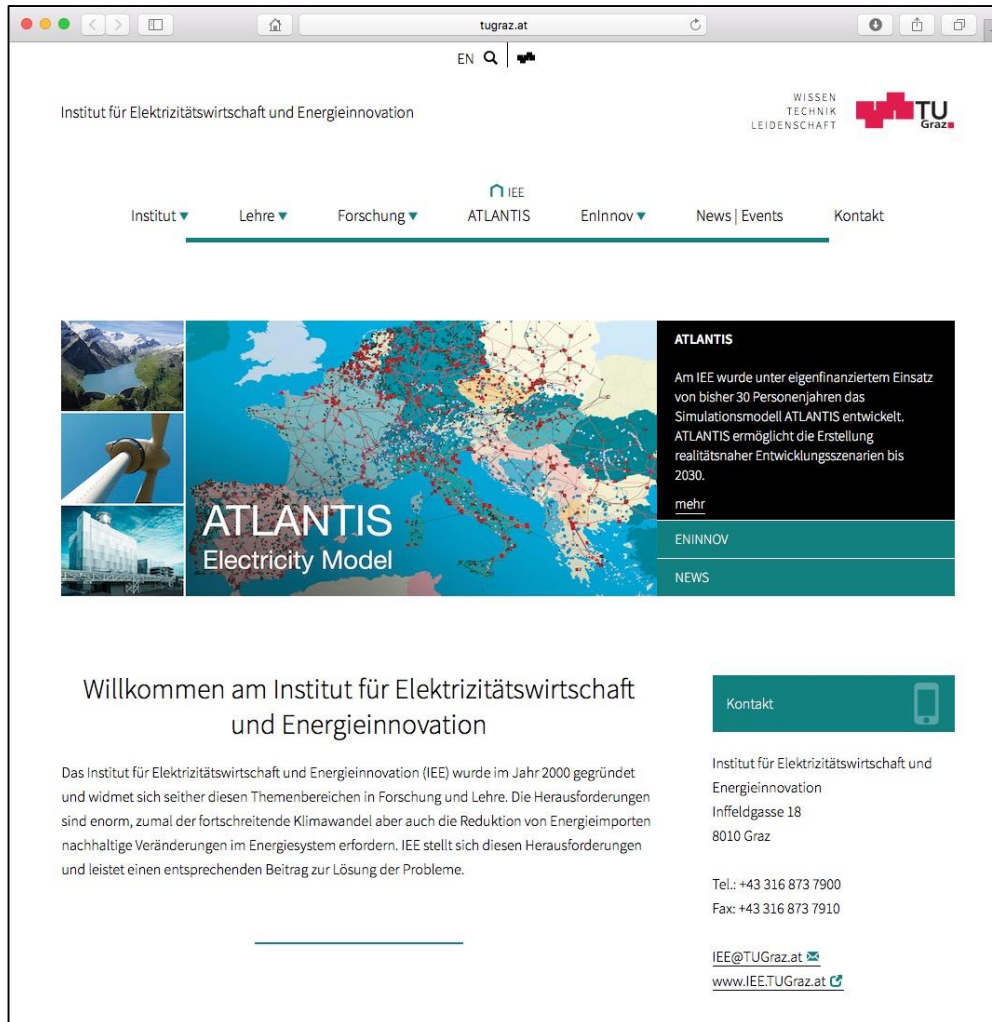 tugraz.at
EN
Institut für Elektrizitätswirtschaft und Energieinnovation
WISSEN
TECHNIK
LEIDENSCHAFT
TU
Graz
IEE
Institut Lehre Forschung ATLANTIS EnInnov News | Events Kontakt
ATLANTIS
Electricity Model
ATLANTIS
Am IEE wurde unter eigenfinanziertem Einsatz
von bisher 30 Personenjahren das
Simulationsmodell ATLANTIS entwickelt.
ATLANTIS ermöglicht die Erstellung
realitätsnaher Entwicklungsszenarien bis
2030.
mehr
ENINNOV
NEWS
Willkommen am Institut für Elektrizitätswirtschaft
und Energieinnovation
Das Institut für Elektrizitätswirtschaft und Energieinnovation (IEE) wurde im Jahr 2000 gegründet
und widmet sich seither diesen Themenbereichen in Forschung und Lehre. Die Herausforderungen
sind enorm, zumal der fortschreitende Klimawandel aber auch die Reduktion von Energieimporten
nachhaltige Veränderungen im Energiesystem erfordern. IEE stellt sich diesen Herausforderungen
und leistet einen entsprechenden Beitrag zur Lösung der Probleme.
Kontakt
Institut für Elektrizitätswirtschaft und
Energieinnovation
Inffeldgasse 18
8010 Graz
Tel.: +43 316 873 7900
Fax: +43 316 873 7910
IEE@TUGraz.at
www.IEE.TUGraz.at